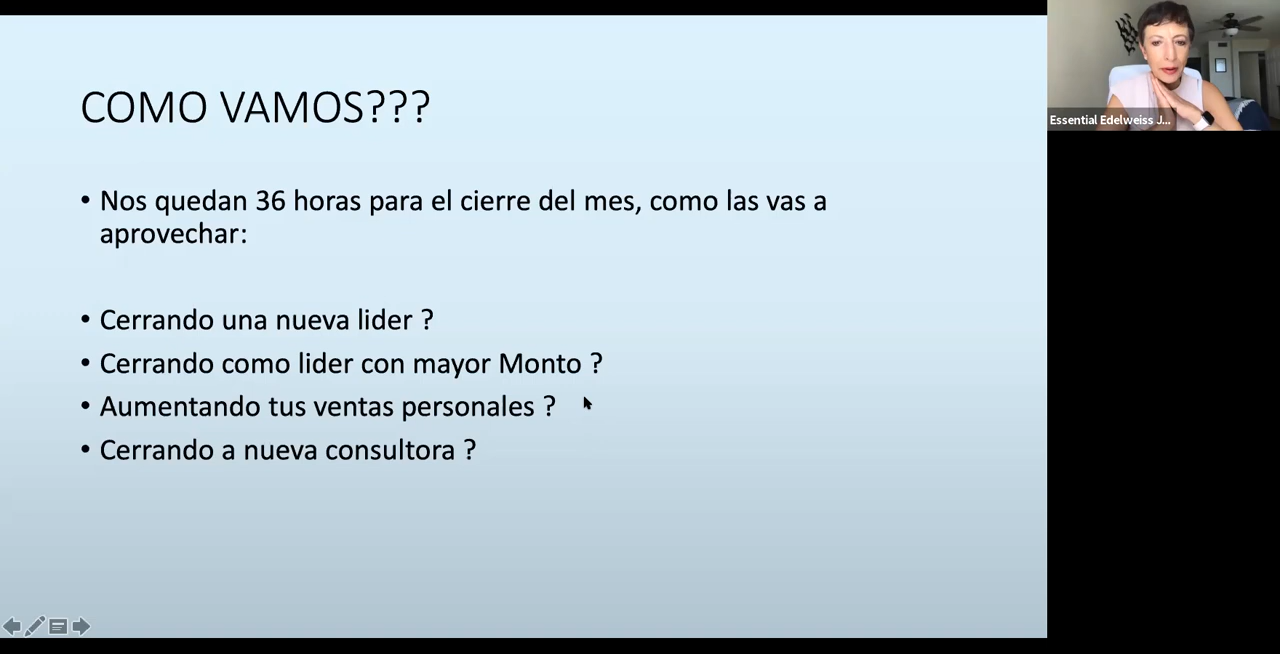 COMO VAMOS???
• Nos quedan 36 horas para el cierre del mes, como las vas a
aprovechar:
• Cerrando una nueva lider ?
• Cerrando como lider con mayor Monto ?
• Aumentando tus ventas personales ?
• Cerrando a nueva consultora ?
Essential Edelweiss J...